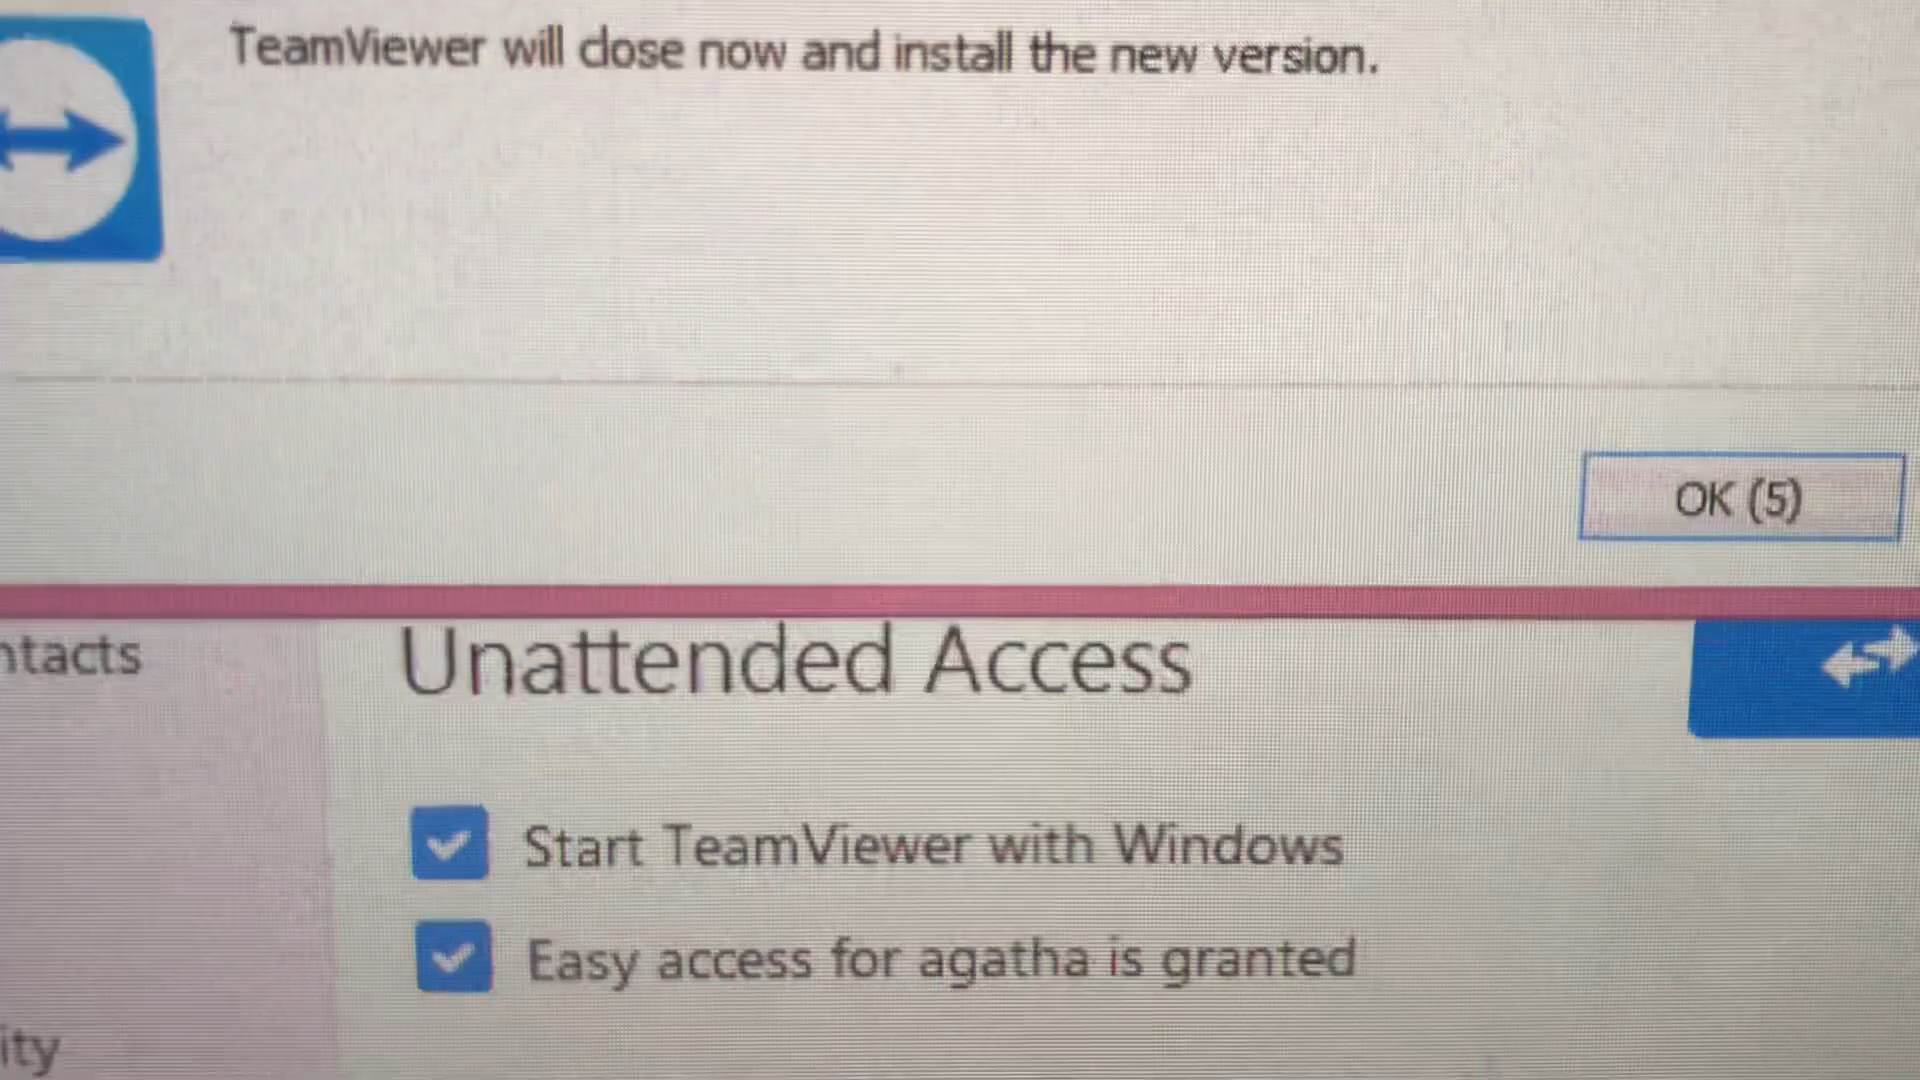 TeamViewer will close now and install the new version.
OK (5)
ntacts
Unattended Access
Start TeamViewer with Windows
Easy access for agatha is granted
ity